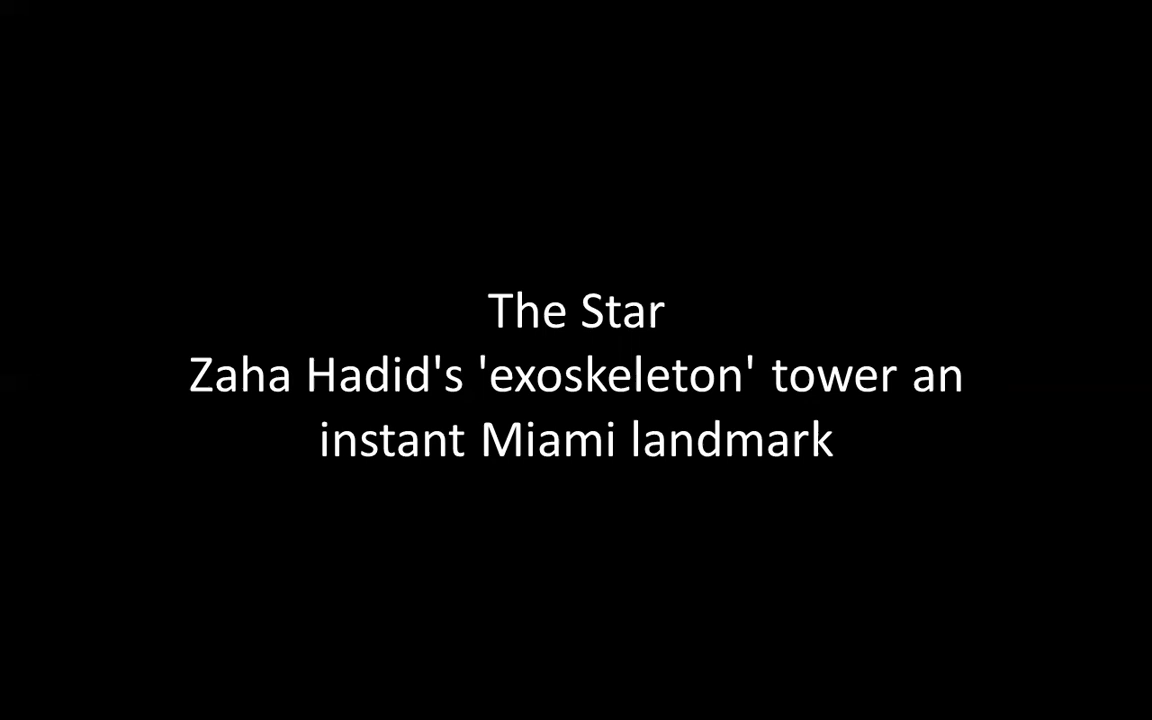 The Star
Zaha Hadid's 'exoskeleton' tower an
instant Miami landmark